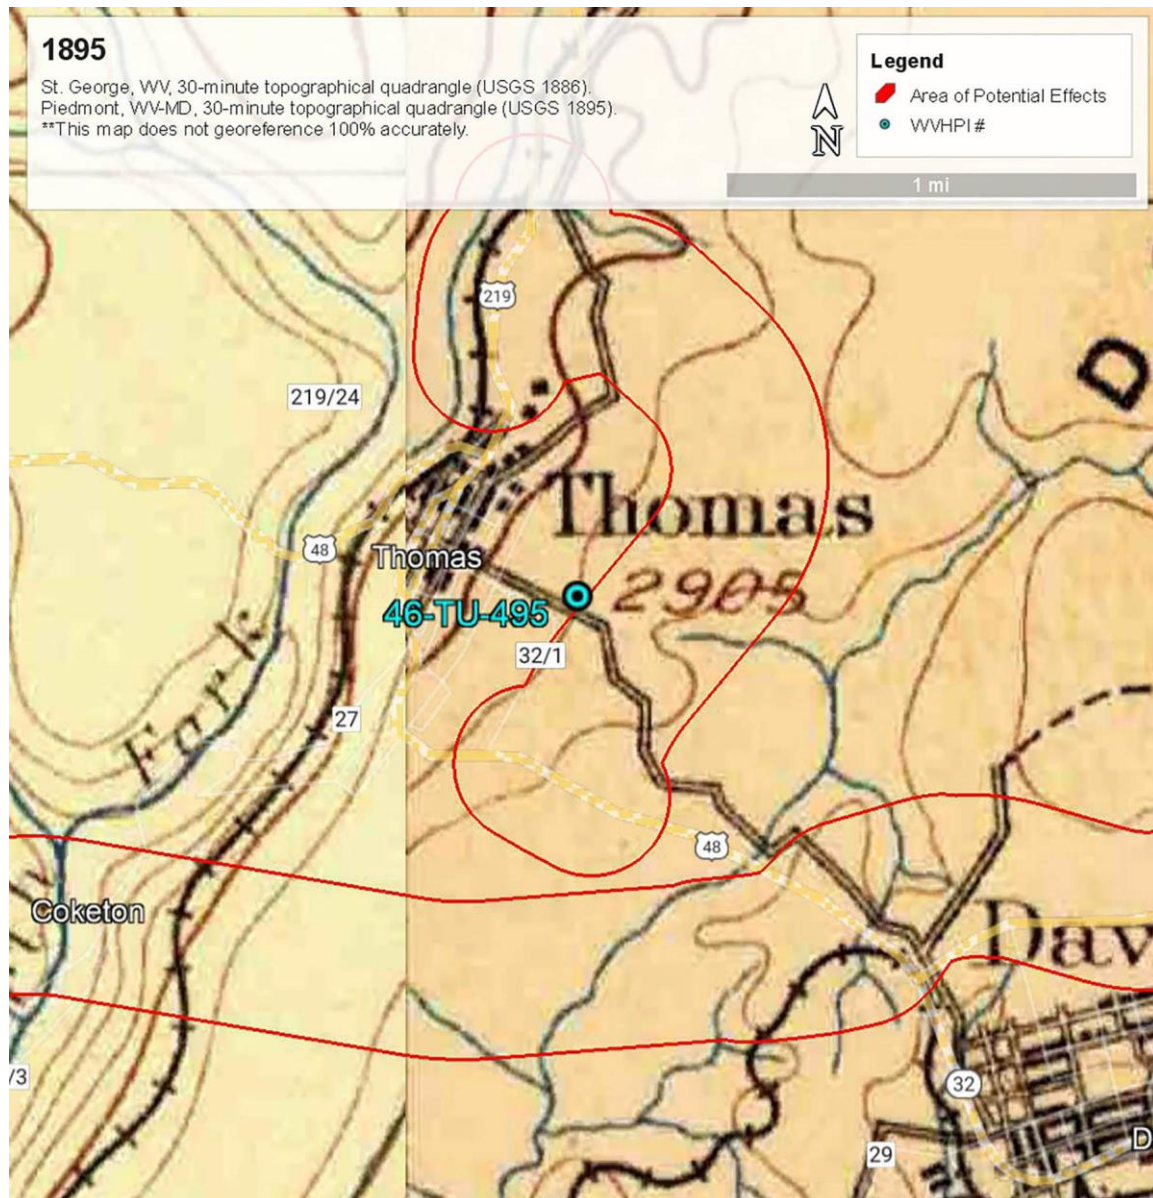 1895
St. George, WV, 30-minute topographical quadrangle (USGS 1886).
Piedmont, WV-MD, 30-minute topographical quadrangle (USGS 1895).
**This map does not georeference 100% accurately.
N
Legend
Area of Potential Effects
WVHPI #
1 mi
219
D
219/24
Thomas
48
Thomas
2905
46-TU-495
32/1
Fork
27
48
Coketon
Dav
/3
32
29
D